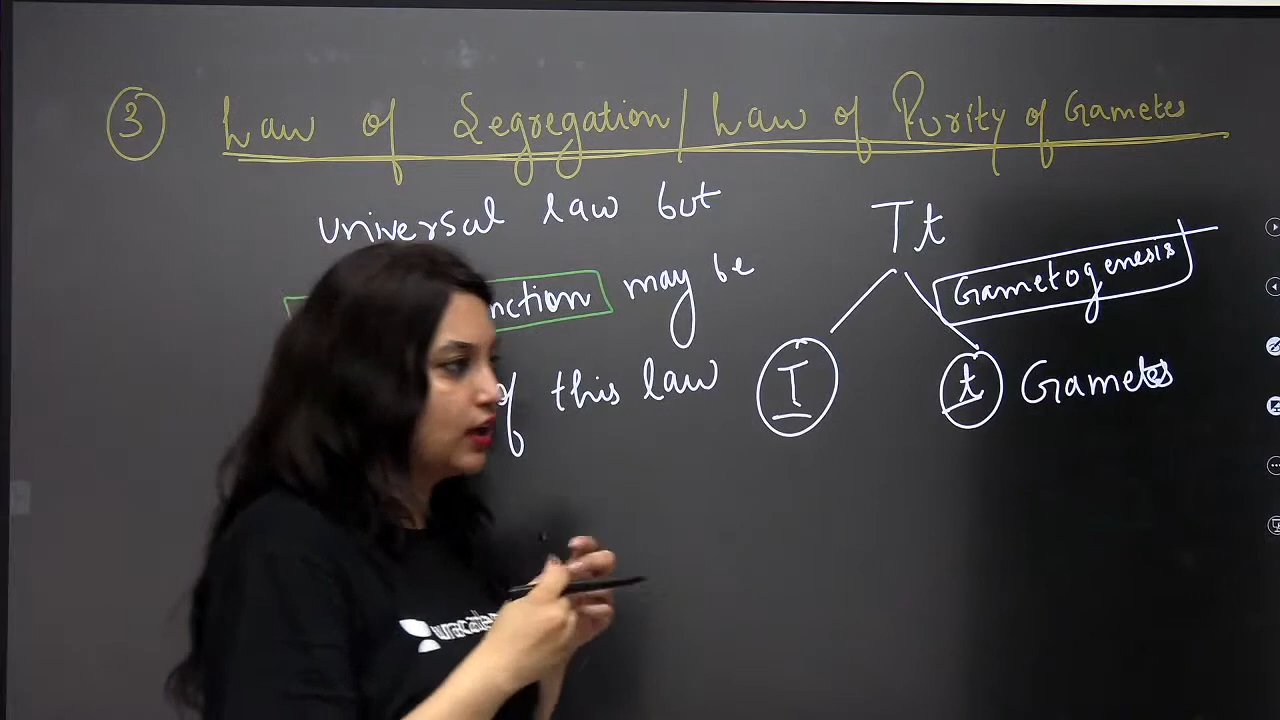 3 Law of Segregation/ Law of Purity of Gametes
universal law but
nction may be
of this law
Tt
Gametogenesis
T t Gametes